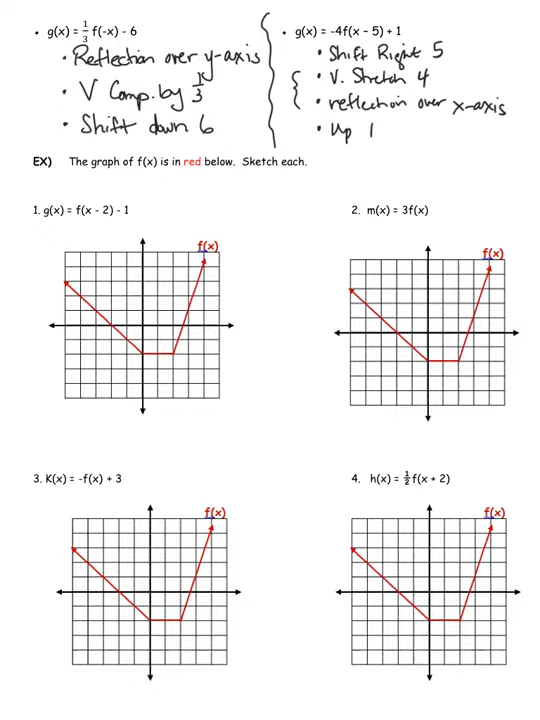 • g(x) = 1/3 f(-x) - 6
• Reflection over y-axis
• V Comp. by 1/3
• Shift down 6
• g(x) = -4f(x - 5) + 1
• Shift Right 5
• V. Stretch 4
• reflection over x-axis
• Up 1
EX) The graph of f(x) is in red below. Sketch each.
1. g(x) = f(x - 2) - 1
2. m(x) = 3f(x)
f(x)
f(x)
3. K(x) = -f(x) + 3
4. h(x) = 1/2 f(x + 2)
f(x)
f(x)